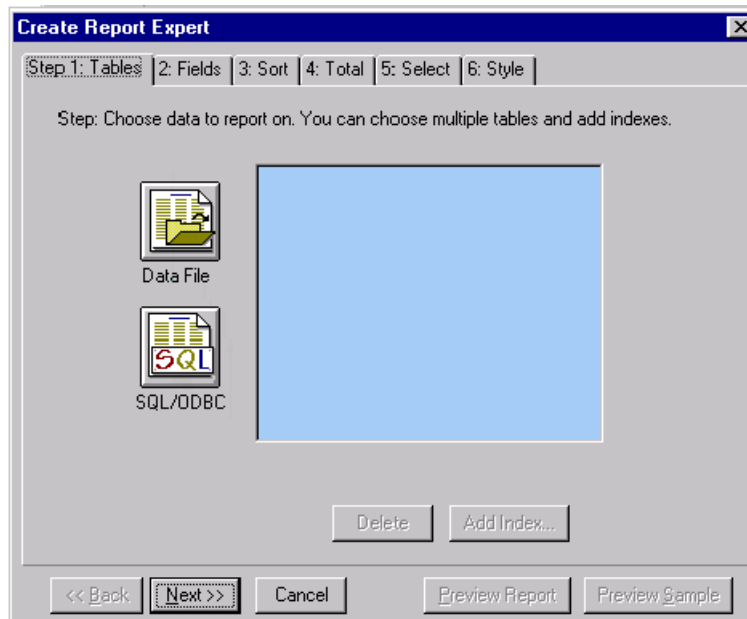 Create Report Expert
Step 1: Tables 2: Fields 3: Sort 4: Total 5: Select 6: Style
Step: Choose data to report on. You can choose multiple tables and add indexes.
Data File
SQL
SQL/ODBC
Delete Add Index...
<< Back Next >> Cancel Preview Report Preview Sample